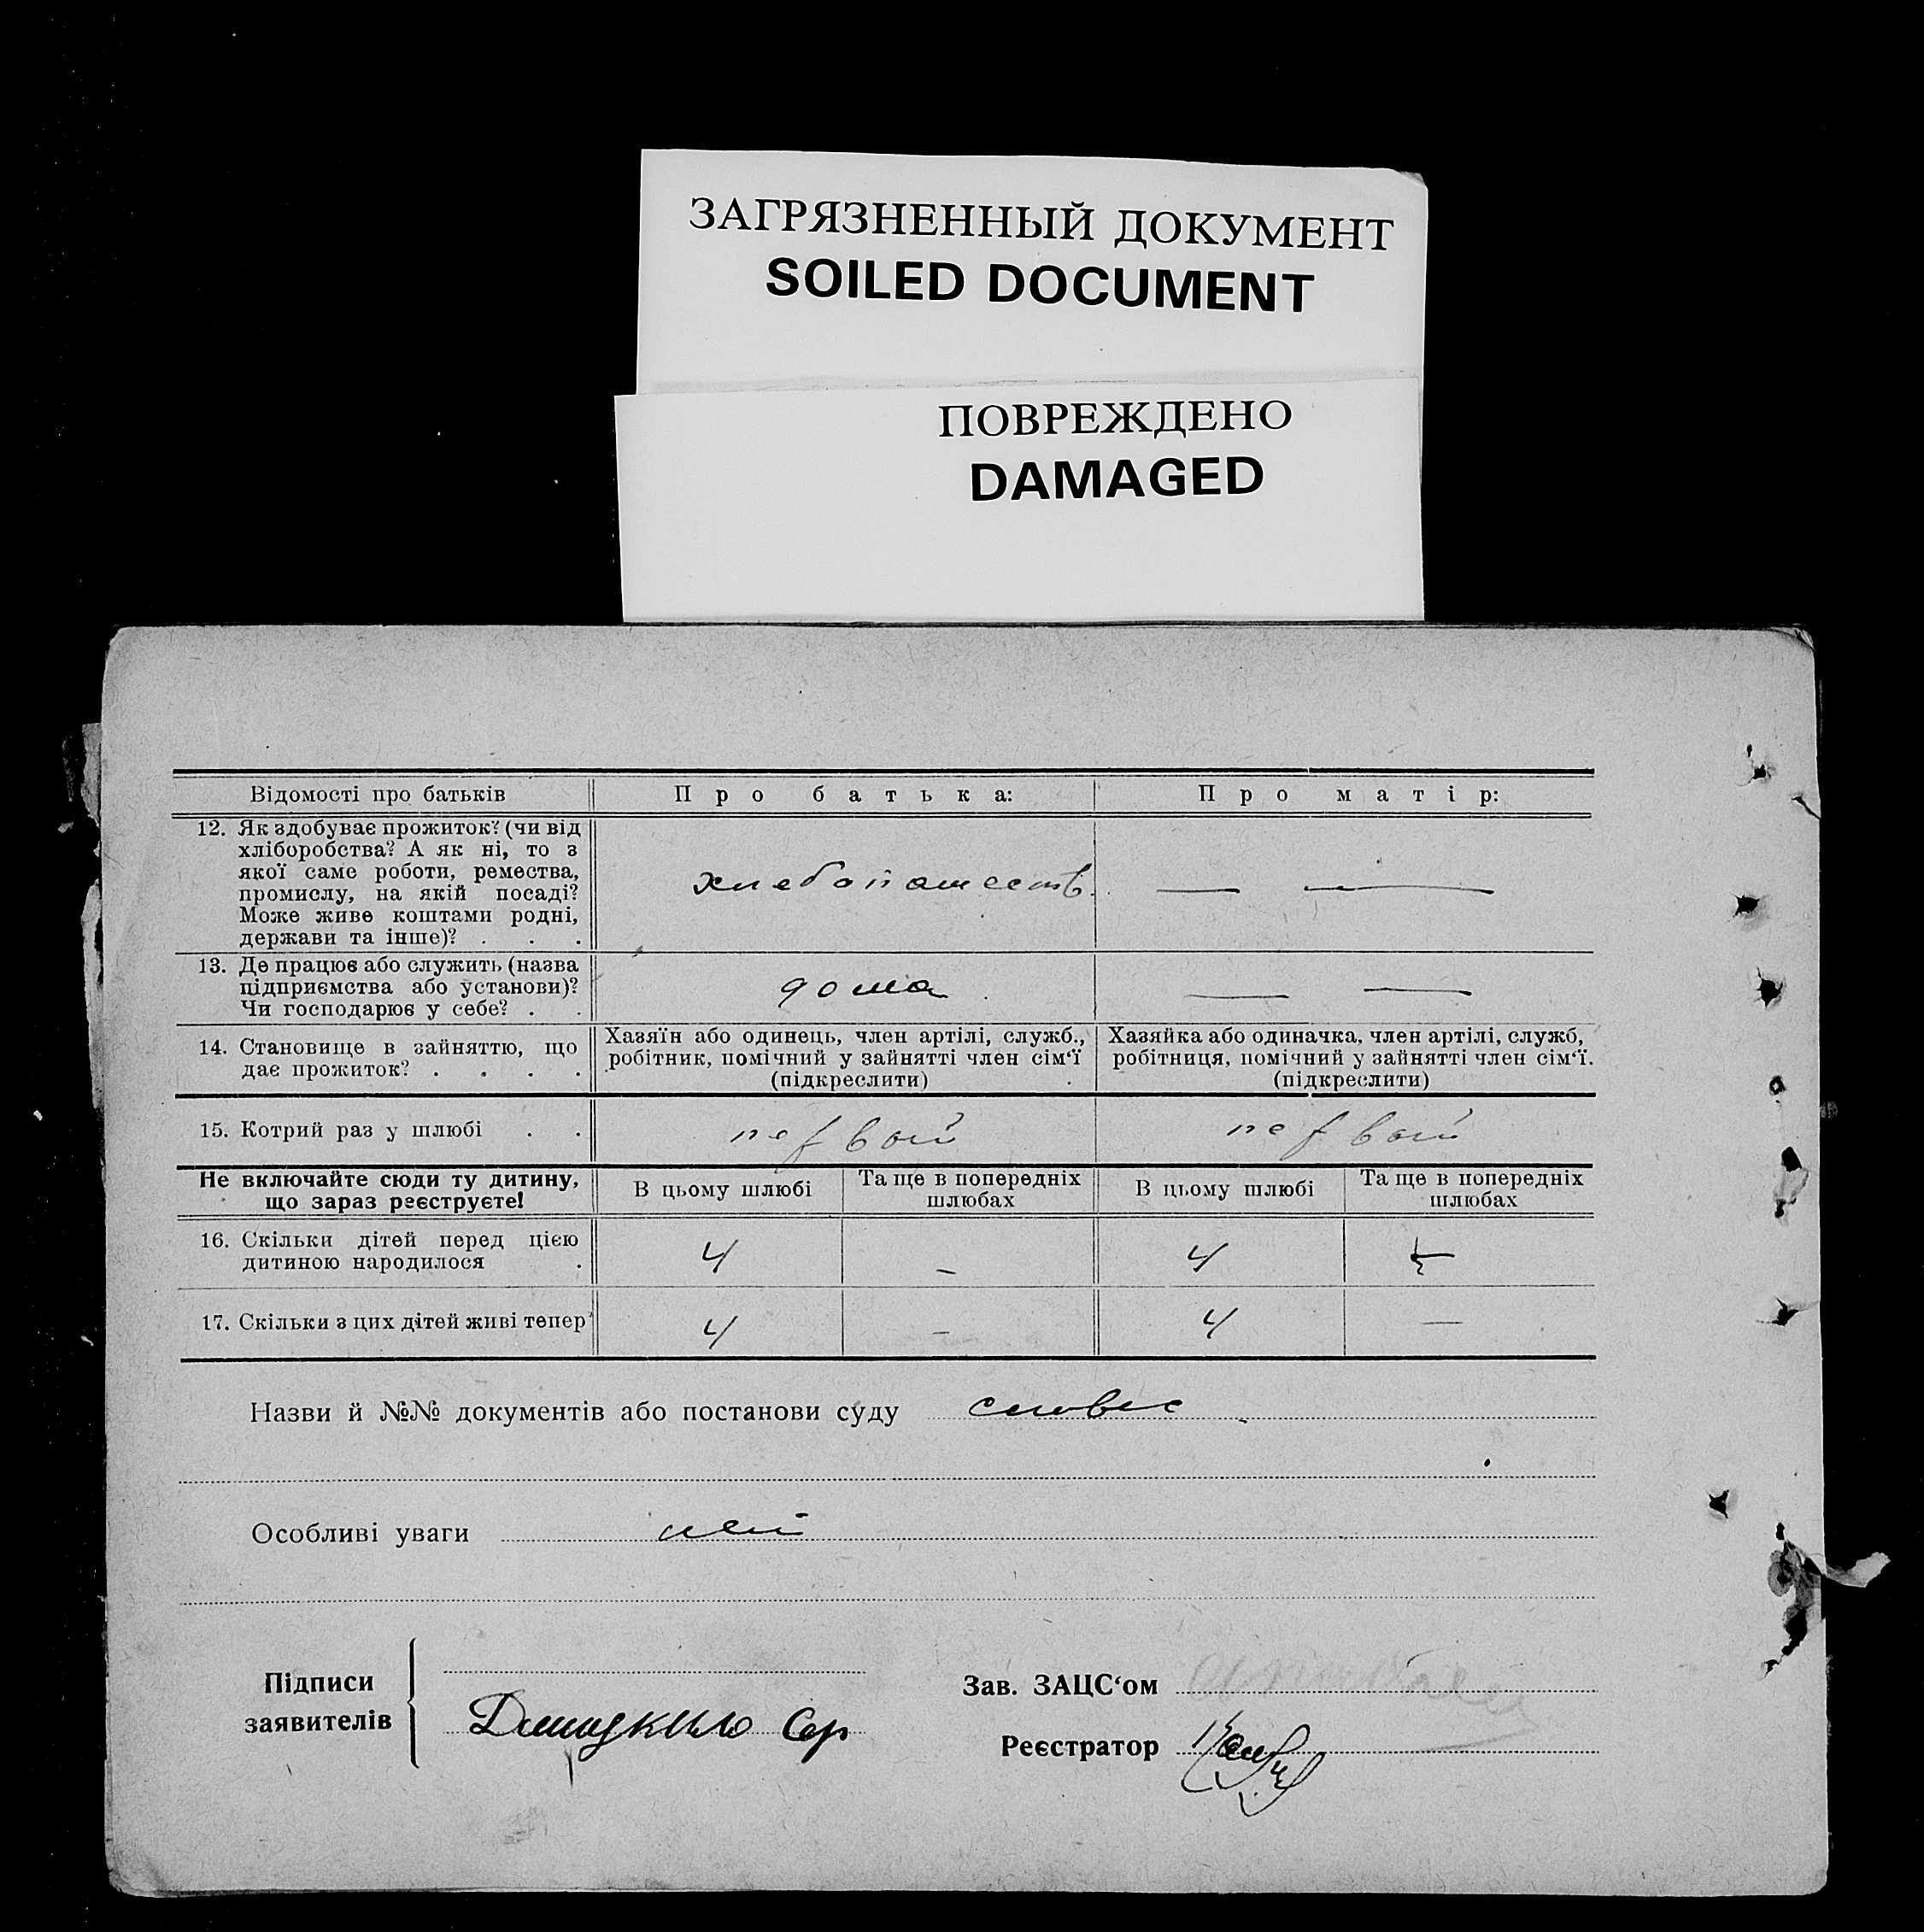 ЗАГРЯЗНЕННЫЙ ДОКУМЕНТ
SOILED DOCUMENT
ПОВРЕЖДЕНО
DAMAGED
Відомості про батьків Про батька: Про матір:
12. Як здобуває прожиток? (чи від
хліборобства? А як ні, то з
якої саме роботи, ремества,
промислу, на якій посаді?
Може живе коштами родні,
держави та інше)? . . .
хлебопашеств. — —
13. Де працює або служить (назва
підприємства або установи)?
Чи господарює у себе? . .
дома — —
14. Становище в зайняттю, що
дає прожиток? . . . .
Хазяїн або одинець, член артілі, служб.,
робітник, помічний у зайнятті член сім'ї
(підкреслити)
Хазяйка або одиначка, член артілі, служб,
робітниця, помічний у зайнятті член сім'ї.
(підкреслити)
15. Котрий раз у шлюбі . . первый первый
Не включайте сюди ту дитину,
що зараз реєструєте!
В цьому шлюбі
Та ще в попередніх
шлюбах
В цьому шлюбі
Та ще в попередніх
шлюбах
16. Скільки дітей перед цією
дитиною народилося .
4 – 4 –
17. Скільки з цих дітей живі тепер 4 – 4 —
Назви й №№ документів або постанови суду словес
Особливі уваги
Підписи
заявителів
Зав. ЗАЦС'ом
Реєстратор